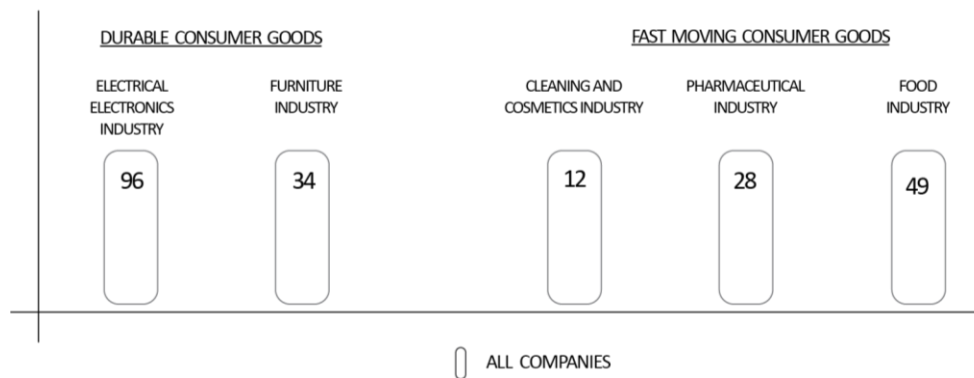 DURABLE CONSUMER GOODS
FAST MOVING CONSUMER GOODS
ELECTRICAL
ELECTRONICS
INDUSTRY
FURNITURE
INDUSTRY
CLEANING AND
COSMETICS INDUSTRY
PHARMACEUTICAL
INDUSTRY
FOOD
INDUSTRY
96
34
12
28
49
ALL COMPANIES